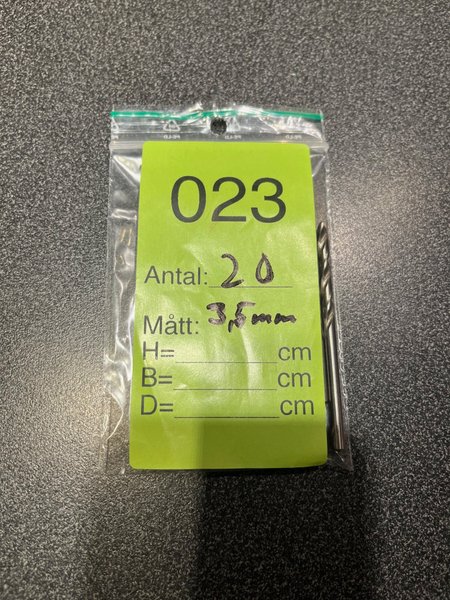 023
Antal: 20
Mått: 3,5mm
H= cm
B= cm
D= cm